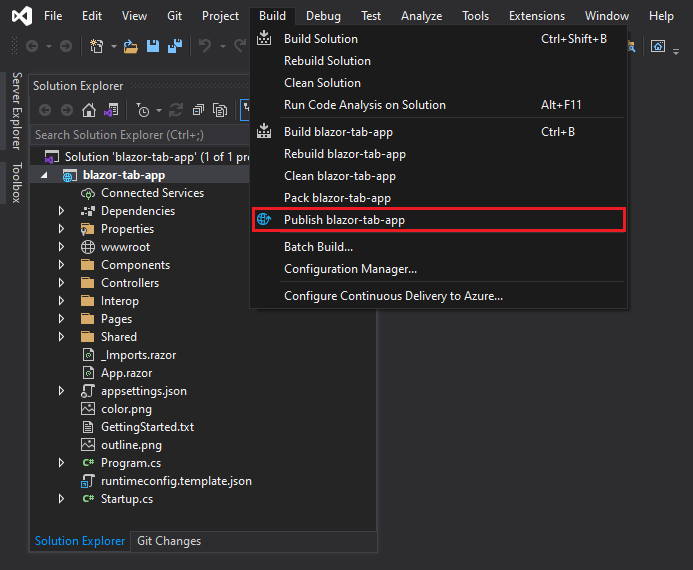 File Edit View Git Project Build Debug Test Analyze Tools Extensions Window Help
Build Solution Ctrl+Shift+B
Rebuild Solution
Clean Solution
Run Code Analysis on Solution Alt+F11
Build blazor-tab-app Ctrl+B
Rebuild blazor-tab-app
Clean blazor-tab-app
Pack blazor-tab-app
Publish blazor-tab-app
Batch Build...
Configuration Manager...
Configure Continuous Delivery to Azure...
Server Explorer
Toolbox
Solution Explorer
Search Solution Explorer (Ctrl+;)
Solution 'blazor-tab-app' (1 of 1 pro
blazor-tab-app
Connected Services
Dependencies
Properties
wwwroot
Components
Controllers
Interop
Pages
Shared
_Imports.razor
App.razor
appsettings.json
color.png
GettingStarted.txt
outline.png
C# Program.cs
runtimeconfig.template.json
C# Startup.cs
Solution Explorer Git Changes